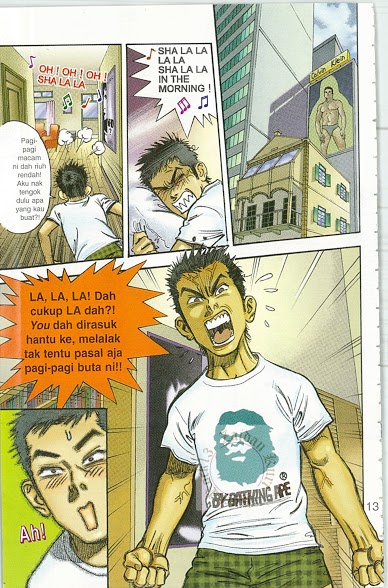 Calvin Klein
SHA LA LA
LA LA
SHA LA LA
IN THE
MORNING !
OH ! OH ! OH !
SHA LA LA
Pagi-
pagi
macam
ni dah riuh
rendah!
Aku nak
tengok
dulu apa
yang kau
buat?!
LA, LA, LA! Dah
cukup LA dah?!
You dah dirasuk
hantu ke, melalak
tak tentu pasal aja
pagi-pagi buta ni!!
BY BATHING APE
®
Ah!
13